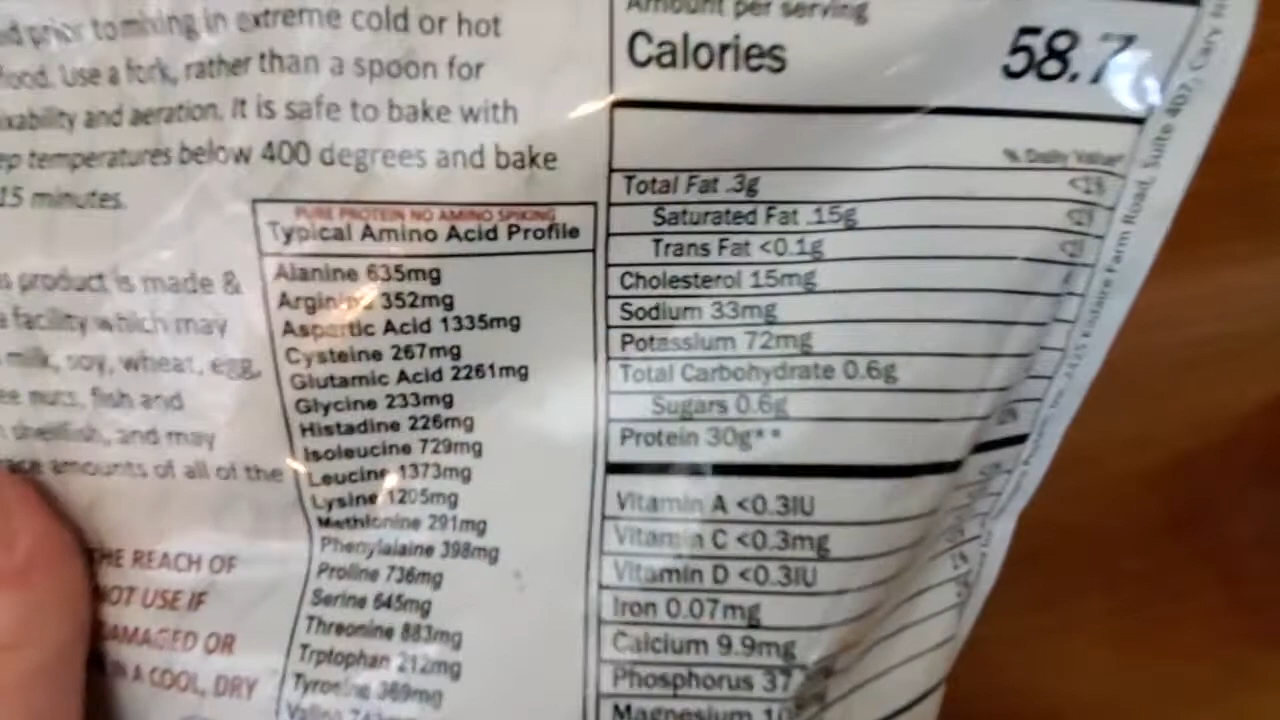 prior to mixing in extreme cold or hot
food. Use a fork, rather than a spoon for
and aeration. It is safe to bake with
temperatures below 400 degrees and bake
15 minutes.
product is made &
facility which may
milk, soy, wheat, egg,
nuts, fish and
shellfish, and may
amounts of all of the
THE REACH OF
NOT USE IF
DAMAGED OR
A COOL, DRY
PURE PROTEIN NO AMINO SPIKING
Typical Amino Acid Profile
Alanine 635mg
Arginine 352mg
Aspartic Acid 1335mg
Cysteine 267mg
Glutamic Acid 2261mg
Glycine 233mg
Histadine 226mg
Isoleucine 729mg
Leucine 1373mg
Lysine 1205mg
Methionine 291mg
Phenylalaine 398mg
Proline 736mg
Serine 645mg
Threonine 883mg
Trptophan 212mg
Tyrosine 369mg
Amount per serving
Calories 58.7
% Daily Value*
Total Fat .3g
Saturated Fat .15g
Trans Fat <0.1g
Cholesterol 15mg
Sodium 33mg
Potassium 72mg
Total Carbohydrate 0.6g
Sugars 0.6g
Protein 30g**
Vitamin A <0.3IU
Vitamin C <0.3mg
Vitamin D <0.3IU
Iron 0.07mg
Calcium 9.9mg
Phosphorus 37
Magnesium
Farm Road, Suite 407, Cary